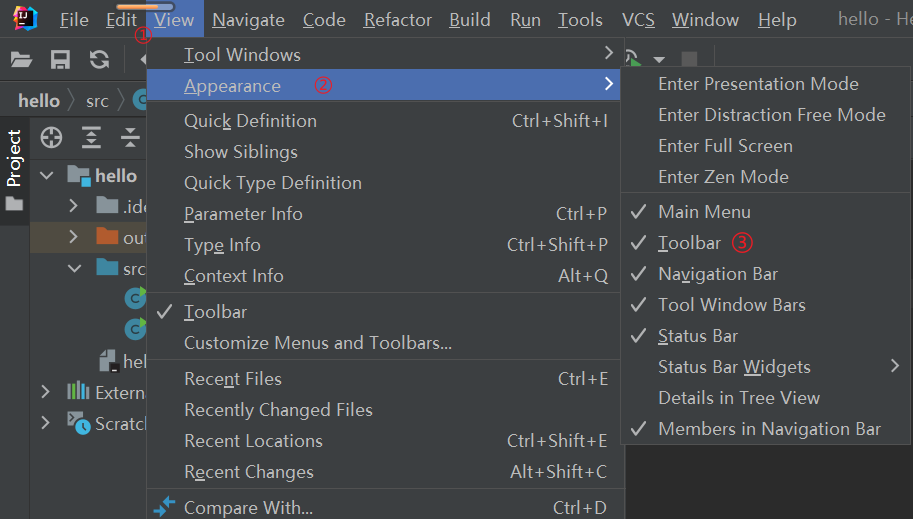 File Edit View Navigate Code Refactor Build Run Tools VCS Window Help hello - He
①
Tool Windows
Appearance ②
hello src
Project
Quick Definition Ctrl+Shift+I
Show Siblings
Quick Type Definition
Parameter Info Ctrl+P
Type Info Ctrl+Shift+P
Context Info Alt+Q
Toolbar
Customize Menus and Toolbars...
Recent Files Ctrl+E
Recently Changed Files
Recent Locations Ctrl+Shift+E
Recent Changes Alt+Shift+C
Compare With... Ctrl+D
Enter Presentation Mode
Enter Distraction Free Mode
Enter Full Screen
Enter Zen Mode
Main Menu
Toolbar ③
Navigation Bar
Tool Window Bars
Status Bar
Status Bar Widgets
Details in Tree View
Members in Navigation Bar
hello
.ide
out
src
C
C
hel
Externa
Scratch